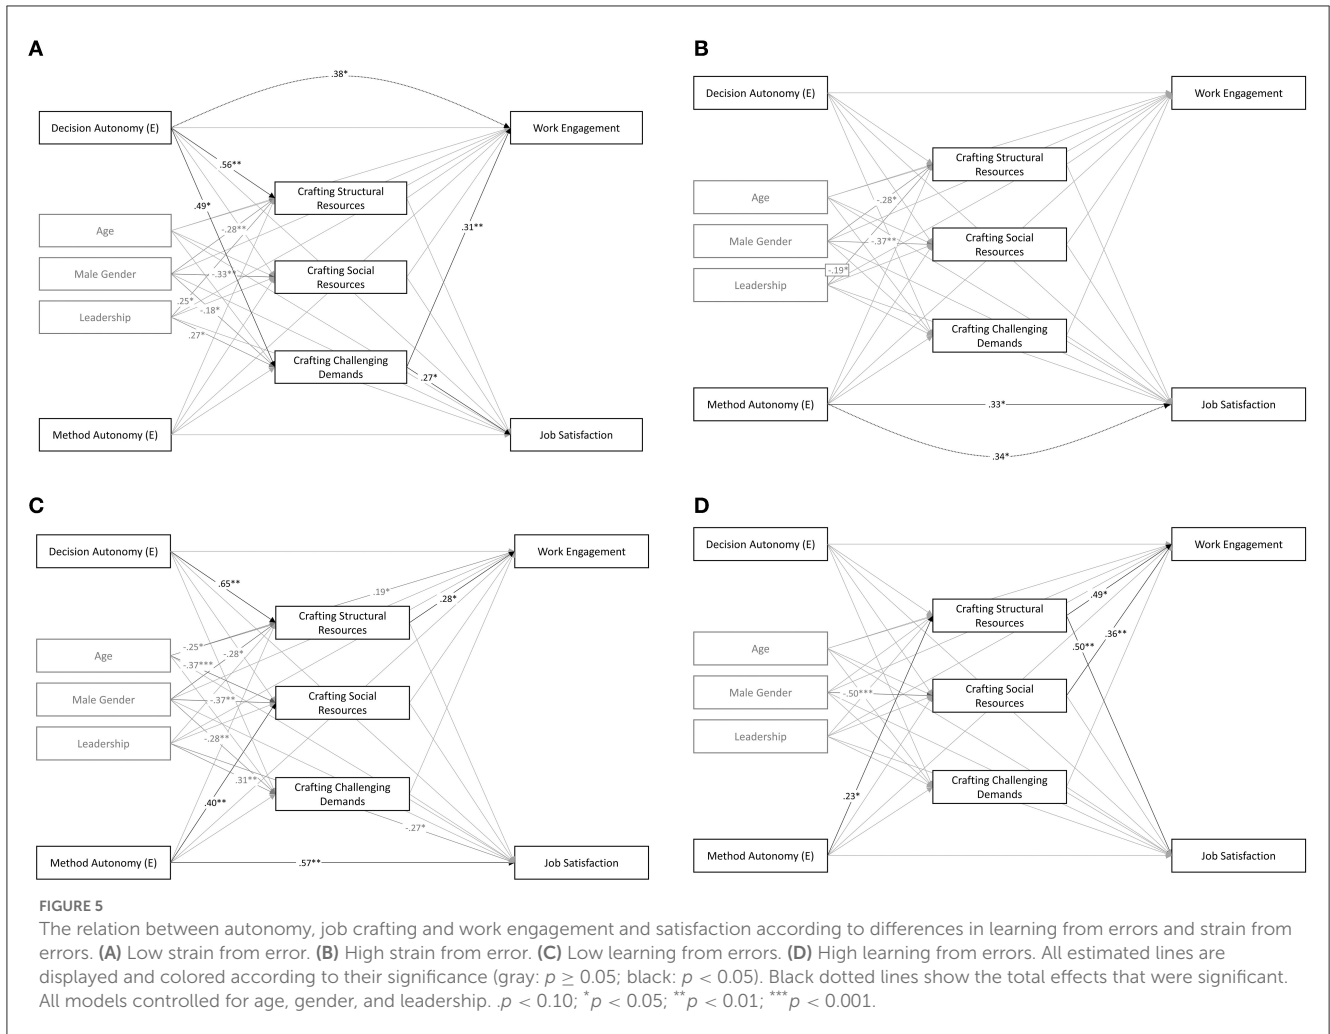 A
.38*
Decision Autonomy (E)
Work Engagement
.56**
Crafting Structural
Resources
.49*
-.28**
.31**
Age
Male Gender
-.33**
Crafting Social
Resources
.25*
-.18*
Leadership
.27*
Crafting Challenging
Demands
.27*
Method Autonomy (E)
Job Satisfaction
B
Decision Autonomy (E)
Work Engagement
Crafting Structural
Resources
Age
-.28*
Male Gender
-.37**
Crafting Social
Resources
-.19*
Leadership
Crafting Challenging
Demands
Method Autonomy (E)
.33*
Job Satisfaction
.34*
C
Decision Autonomy (E)
Work Engagement
.65**
.19*
.28*
Crafting Structural
Resources
-.25*
-.28*
Age
-.37***
Male Gender
-.37**
Crafting Social
Resources
-.28**
Leadership
.31**
Crafting Challenging
Demands
.40**
-.27*
Method Autonomy (E)
.57**
Job Satisfaction
D
Decision Autonomy (E)
Work Engagement
.49*
Crafting Structural
Resources
.36**
.50**
Age
Male Gender
-.50***
Crafting Social
Resources
Leadership
Crafting Challenging
Demands
.23*
Method Autonomy (E)
Job Satisfaction
FIGURE 5
The relation between autonomy, job crafting and work engagement and satisfaction according to differences in learning from errors and strain from
errors. (A) Low strain from error. (B) High strain from error. (C) Low learning from errors. (D) High learning from errors. All estimated lines are
displayed and colored according to their significance (gray: p ≥ 0.05; black: p < 0.05). Black dotted lines show the total effects that were significant.
All models controlled for age, gender, and leadership. .p < 0.10; *p < 0.05; **p < 0.01; ***p < 0.001.